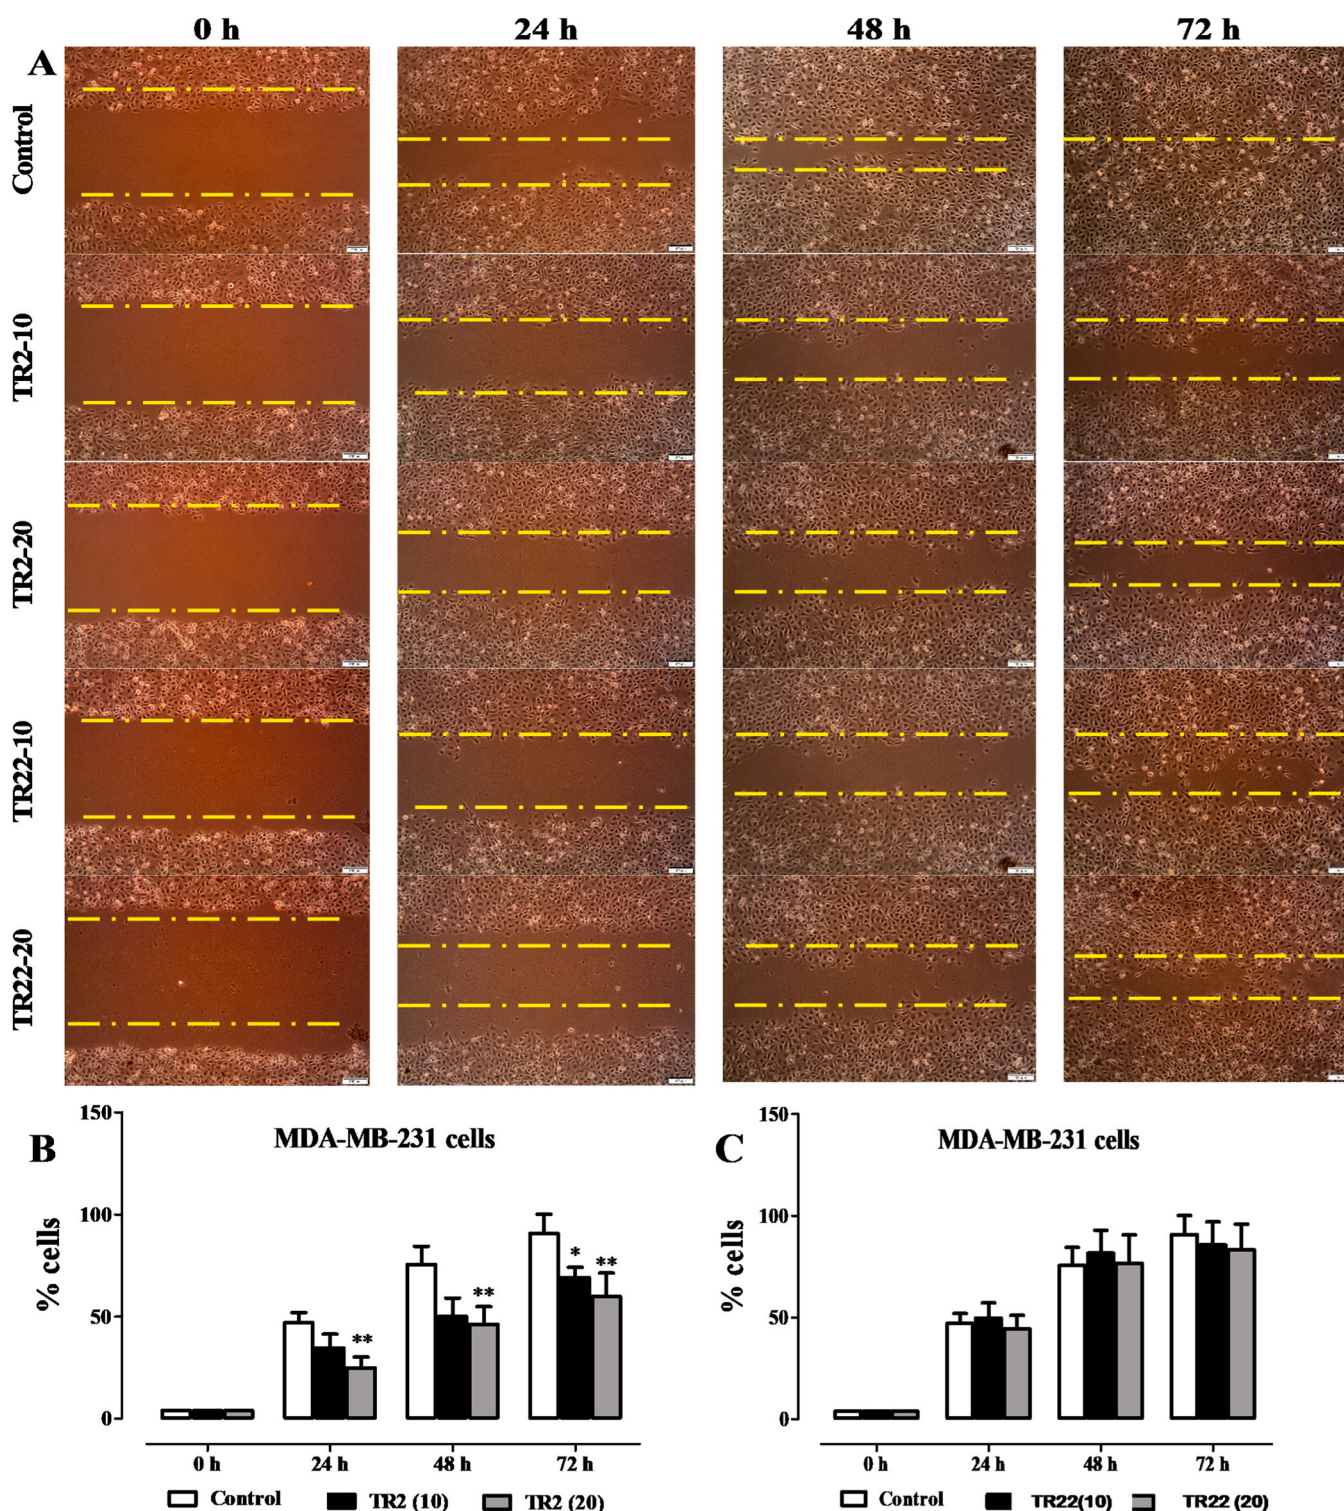 0 h 24 h 48 h 72 h
A
Control
TR2-10
TR2-20
TR22-10
TR22-20
B
MDA-MB-231 cells
150
100
50
0
% cells
**
**
*
**
0 h 24 h 48 h 72 h
Control TR2 (10) TR2 (20)
C
MDA-MB-231 cells
150
100
50
0
% cells
0 h 24 h 48 h 72 h
Control TR22(10) TR22 (20)